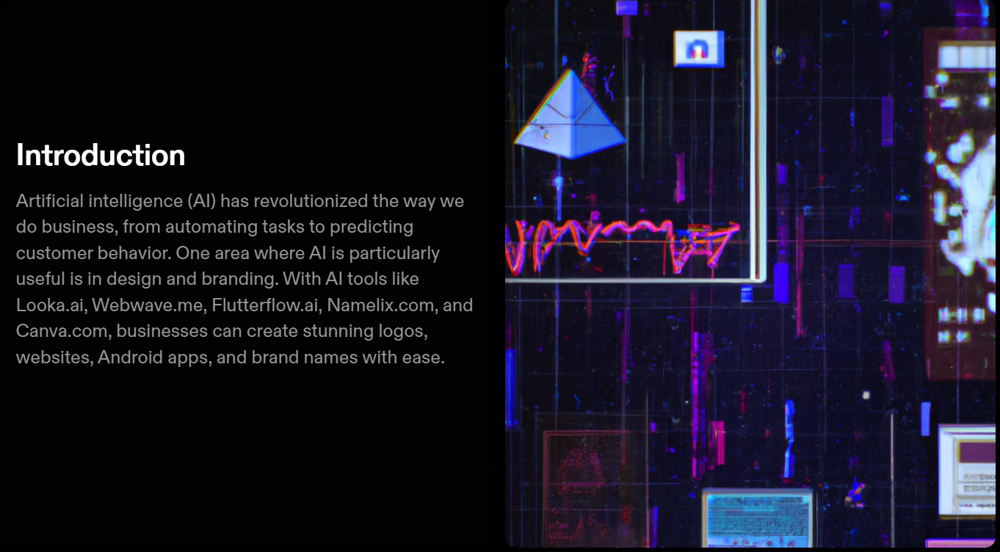 Introduction
Artificial intelligence (AI) has revolutionized the way we
do business, from automating tasks to predicting
customer behavior. One area where AI is particularly
useful is in design and branding. With AI tools like
Looka.ai, Webwave.me, Flutterflow.ai, Namelix.com, and
Canva.com, businesses can create stunning logos,
websites, Android apps, and brand names with ease.